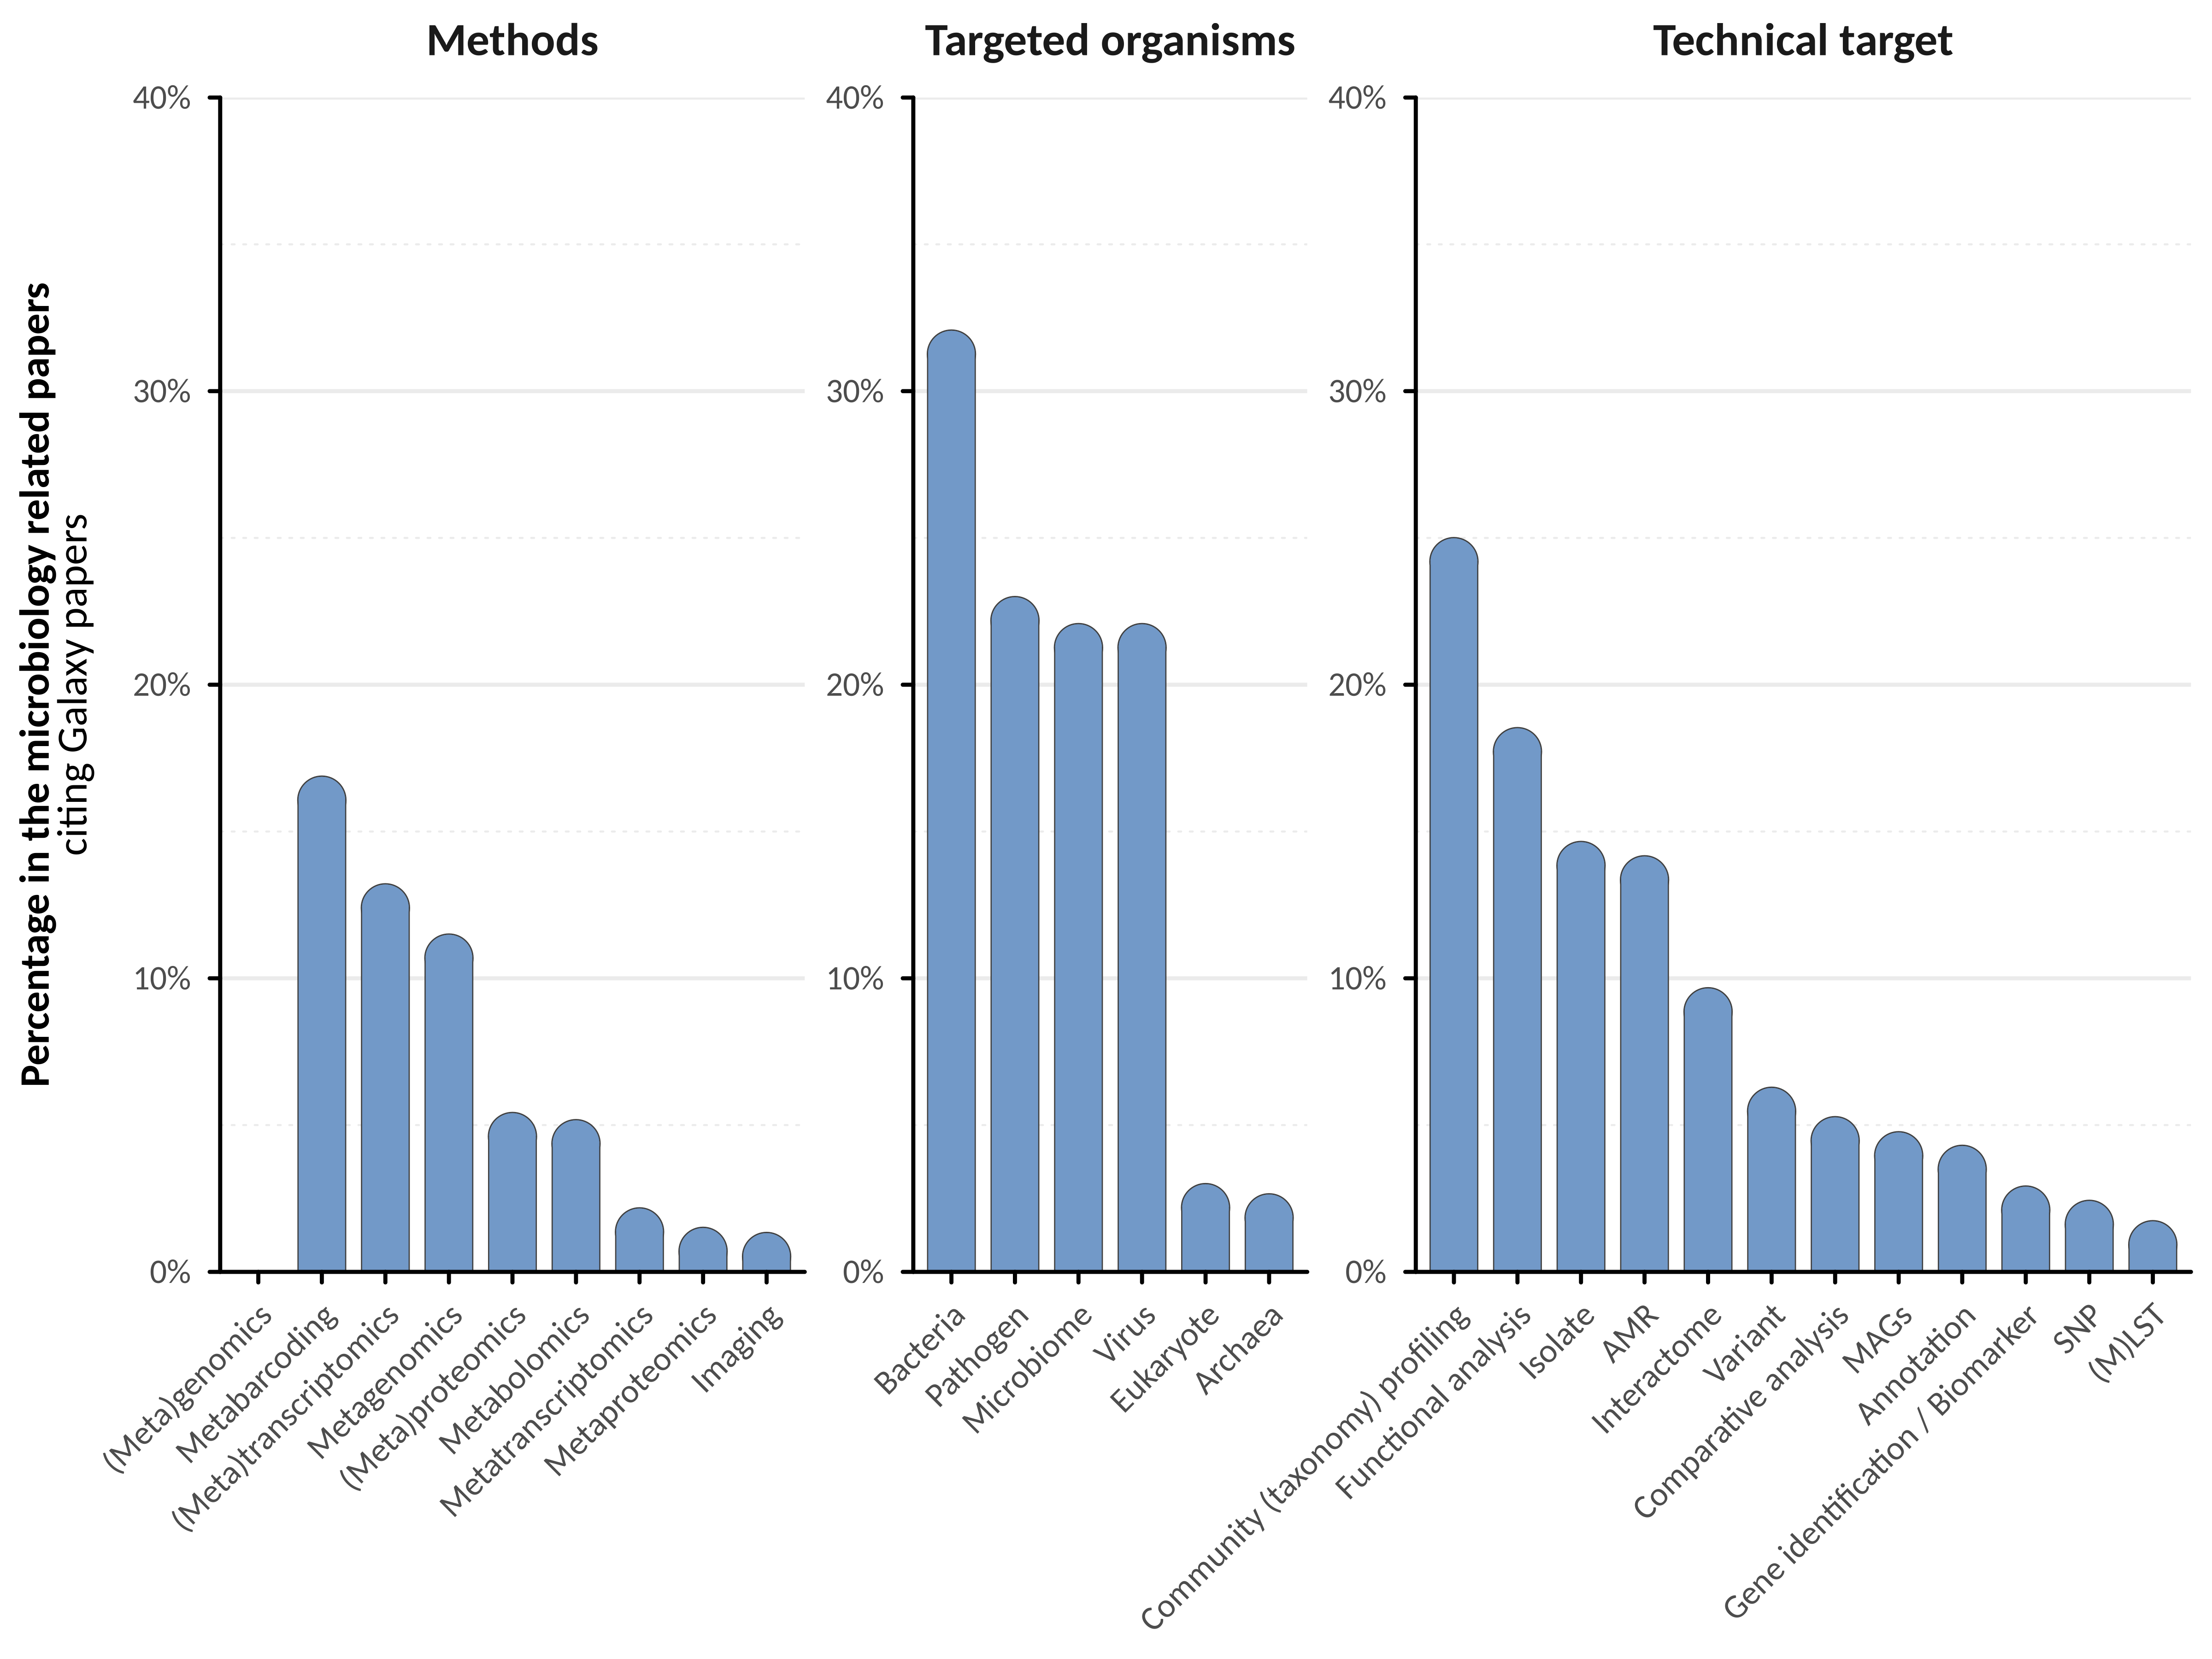 Methods
Targeted organisms
Technical target
Percentage in the microbiology related papers
citing Galaxy papers
40%
30%
20%
10%
0%
40%
30%
20%
10%
0%
40%
30%
20%
10%
0%
(Meta)genomics
Metabarcoding
(Meta)transcriptomics
Metagenomics
(Meta)proteomics
Metabolomics
Metatranscriptomics
Metaproteomics
Imaging
Bacteria
Pathogen
Microbiome
Virus
Eukaryote
Archaea
Community (taxonomy) profiling
Functional analysis
Isolate
AMR
Interactome
Variant
Comparative analysis
MAGs
Annotation
Gene identification / Biomarker
SNP
(M)LST